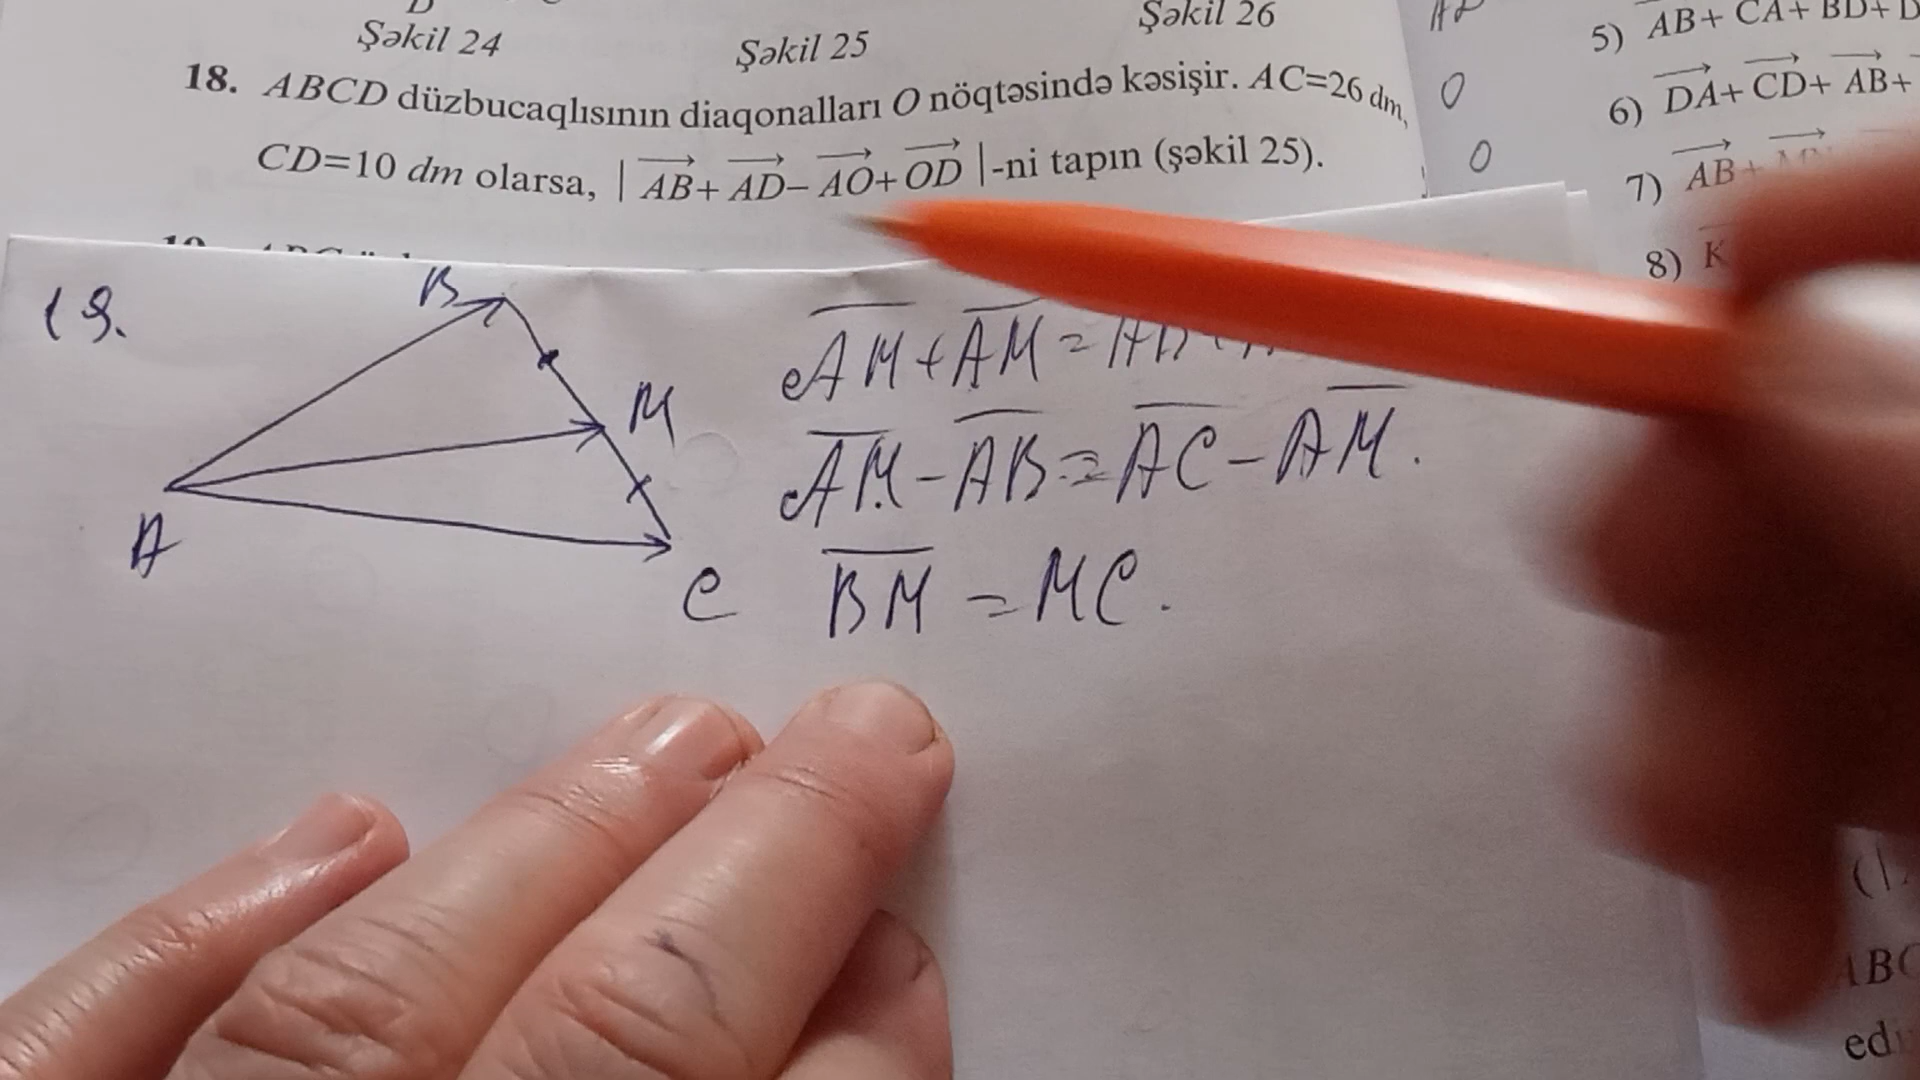 Şəkil 24
Şəkil 25
Şəkil 26
18. ABCD düzbucaqlısının diaqonalları O nöqtəsində kəsişir. AC=26 dm,
CD=10 dm olarsa, | AB+ AD– AO+OD |-ni tapın (şəkil 25).
5) AB+ CA+ BD+
6) DA+ CD+ AB+
7) AB+
8) K
0
0
19.
B
M
A
C
AM+AM=
AM-AB=AC-AM.
BM=MC.